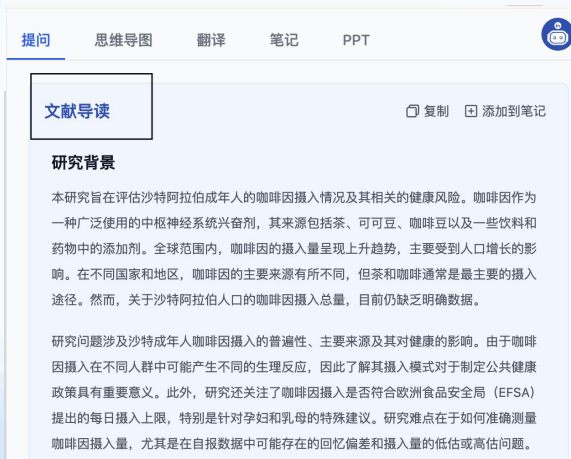 提问 思维导图 翻译 笔记 PPT
文献导读 复制 添加到笔记
研究背景
本研究旨在评估沙特阿拉伯成年人的咖啡因摄入情况及其相关的健康风险。咖啡因作为
一种广泛使用的中枢神经系统兴奋剂，其来源包括茶、可可豆、咖啡豆以及一些饮料和
药物中的添加剂。全球范围内，咖啡因的摄入量呈现上升趋势，主要受到人口增长的影
响。在不同国家和地区，咖啡因的主要来源有所不同，但茶和咖啡通常是最主要的摄入
途径。然而，关于沙特阿拉伯人口的咖啡因摄入总量，目前仍缺乏明确数据。
研究问题涉及沙特成年人咖啡因摄入的普遍性、主要来源及其对健康的影响。由于咖啡
因摄入在不同人群中可能产生不同的生理反应，因此了解其摄入模式对于制定公共健康
政策具有重要意义。此外，研究还关注了咖啡因摄入是否符合欧洲食品安全局（EFSA）
提出的每日摄入上限，特别是针对孕妇和乳母的特殊建议。研究难点在于如何准确测量
咖啡因摄入量，尤其是在自报数据中可能存在的回忆偏差和摄入量的低估或高估问题。